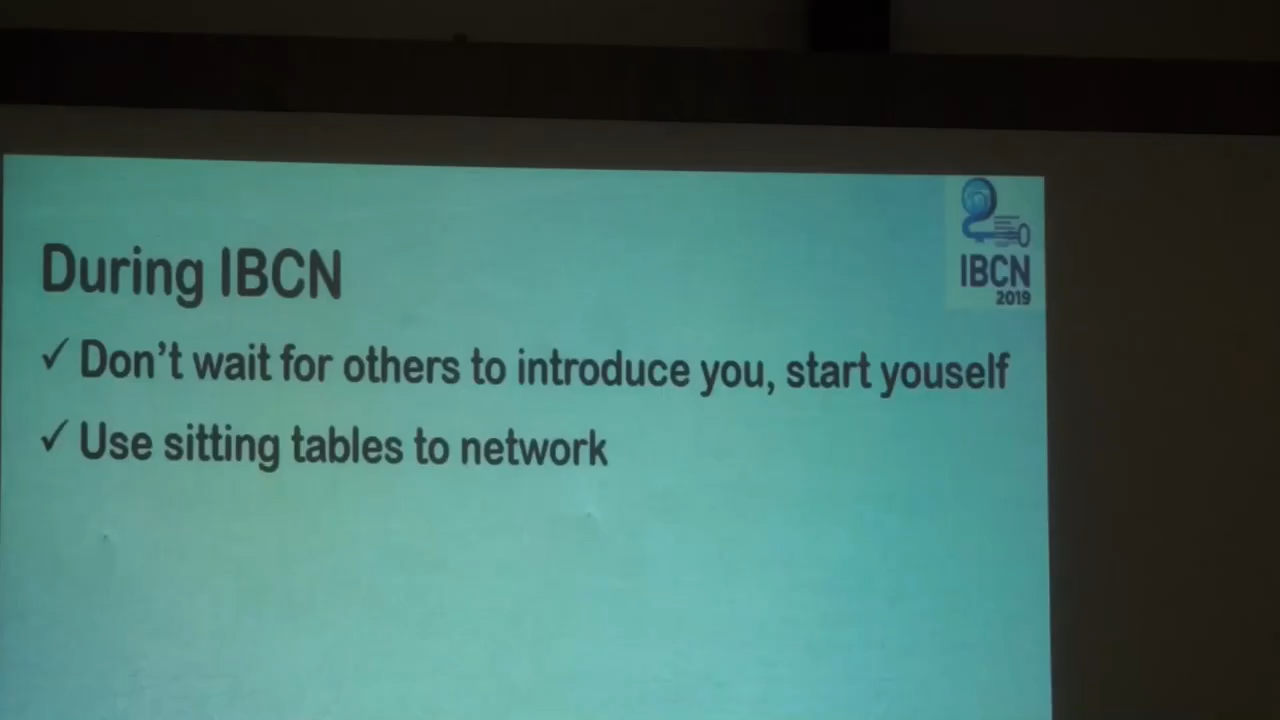 IBCN
2019
During IBCN
✓ Don't wait for others to introduce you, start youself
✓ Use sitting tables to network